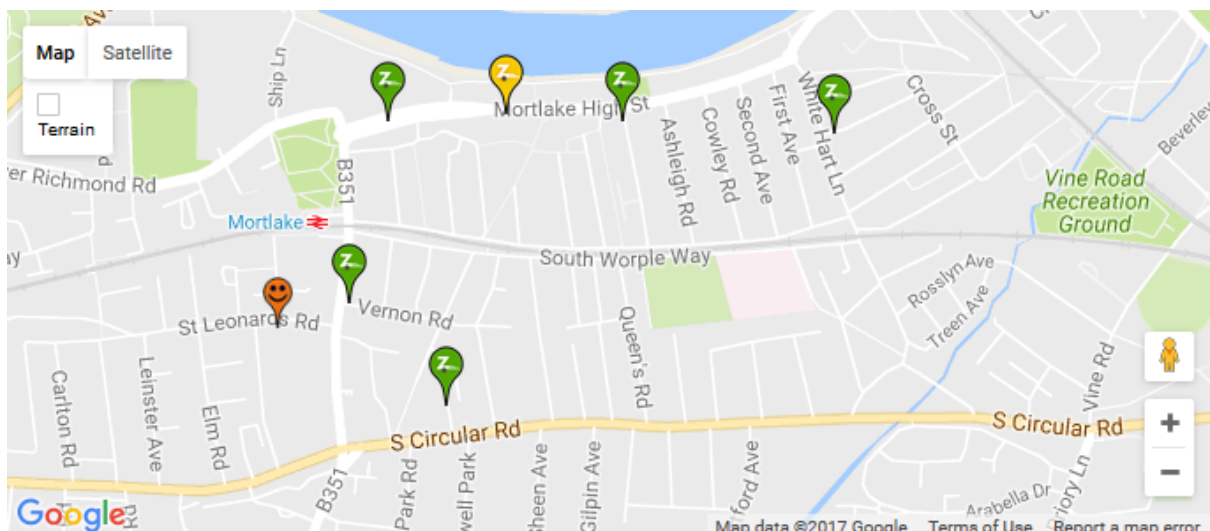 Map
Satellite
Terrain
Ship Ln
Mortlake High St
White Hart Ln
First Ave
Second Ave
Cowley Rd
Ashleigh Rd
Cross St
Beverley
er Richmond Rd
B351
Mortlake
Vine Road
Recreation
Ground
South Worple Way
ay
St Leonards Rd
Vernon Rd
Rosslyn Ave
Treen Ave
Queen's Rd
Vine Rd
Carlton Rd
Leinster Ave
Elm Rd
S Circular Rd
S Circular Rd
B351
Park Rd
well Park
Sheen Ave
Gilpin Ave
tford Ave
Arabella Dr
riory Ln
+
−
Google
Map data ©2017 Google
Terms of Use
Report a map error